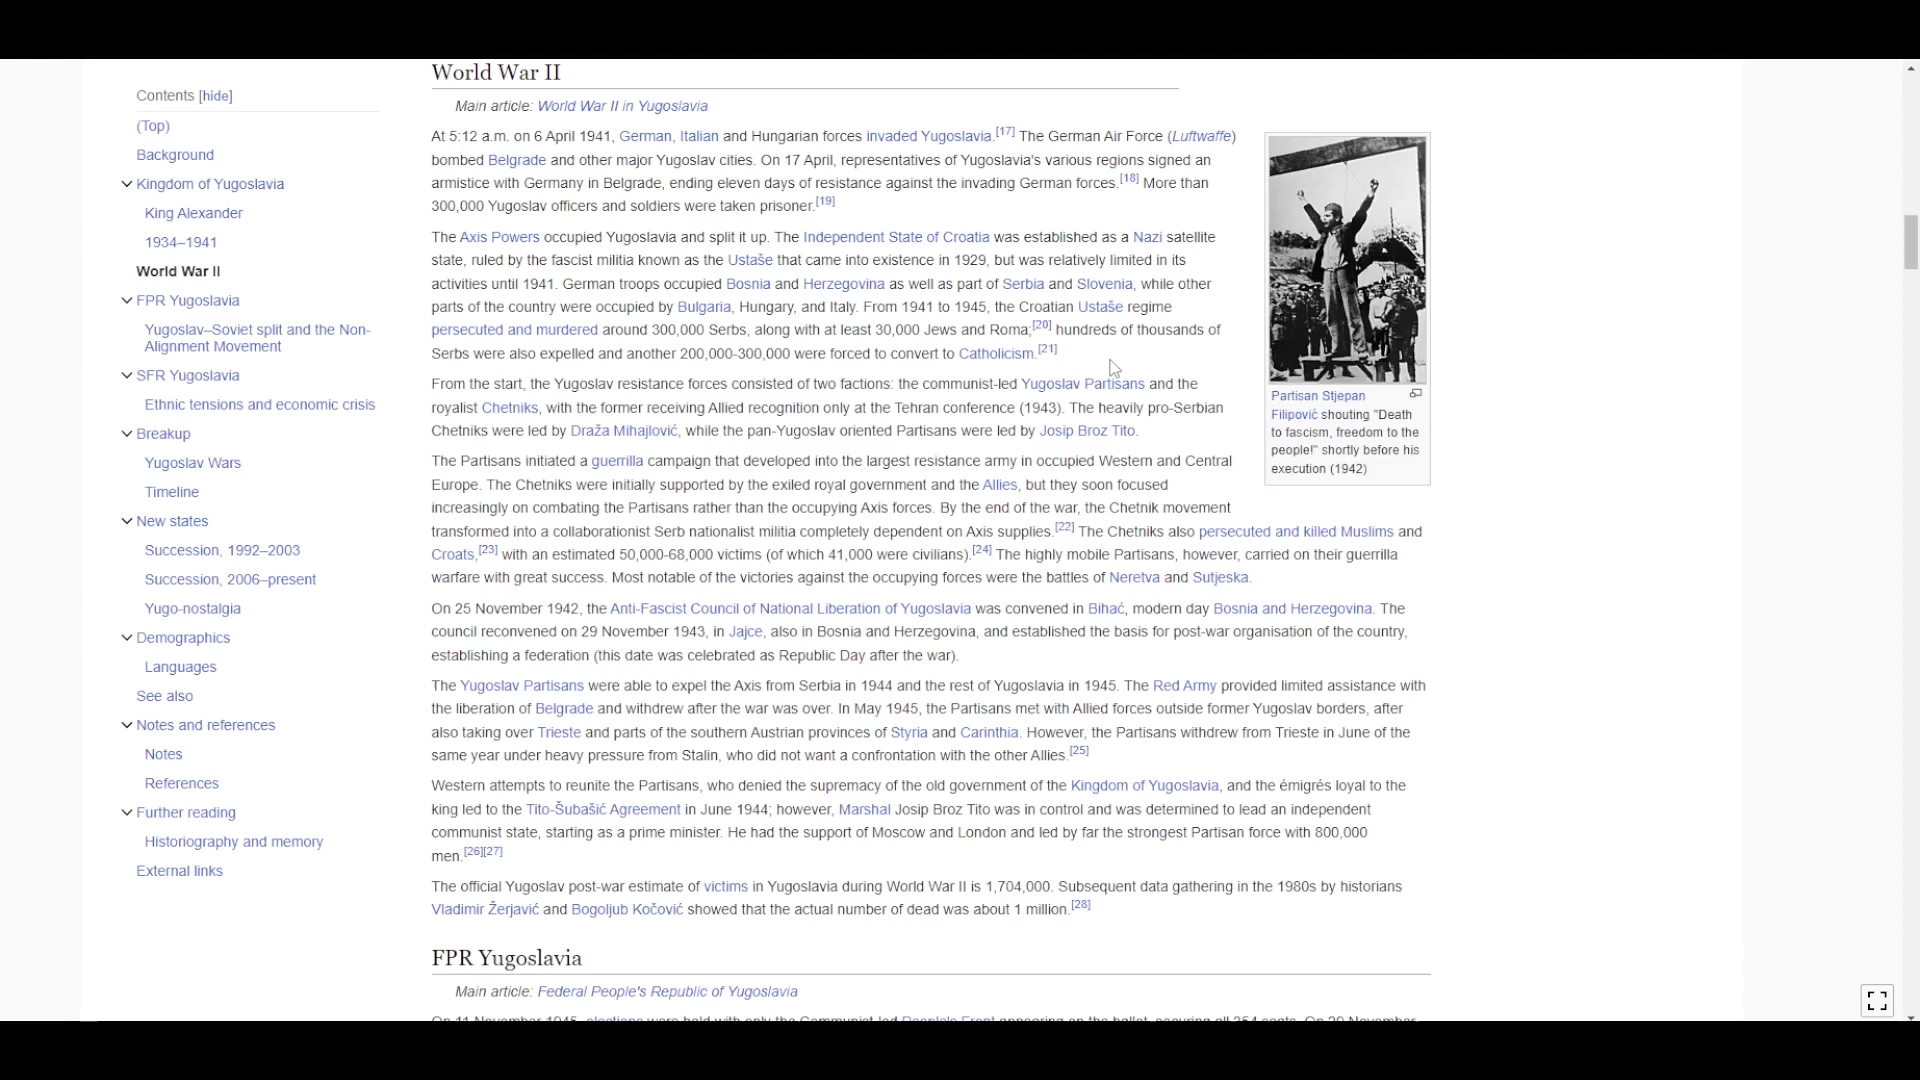 Contents [hide]
(Top)
Background
Kingdom of Yugoslavia
King Alexander
1934–1941
World War II
FPR Yugoslavia
Yugoslav–Soviet split and the Non-
Alignment Movement
SFR Yugoslavia
Ethnic tensions and economic crisis
Breakup
Yugoslav Wars
Timeline
New states
Succession, 1992–2003
Succession, 2006–present
Yugo-nostalgia
Demographics
Languages
See also
Notes and references
Notes
References
Further reading
Historiography and memory
External links
World War II
Main article: World War II in Yugoslavia
At 5:12 a.m. on 6 April 1941, German, Italian and Hungarian forces invaded Yugoslavia.[17] The German Air Force (Luftwaffe)
bombed Belgrade and other major Yugoslav cities. On 17 April, representatives of Yugoslavia's various regions signed an
armistice with Germany in Belgrade, ending eleven days of resistance against the invading German forces.[18] More than
300,000 Yugoslav officers and soldiers were taken prisoner.[19]
The Axis Powers occupied Yugoslavia and split it up. The Independent State of Croatia was established as a Nazi satellite
state, ruled by the fascist militia known as the Ustaše that came into existence in 1929, but was relatively limited in its
activities until 1941. German troops occupied Bosnia and Herzegovina as well as part of Serbia and Slovenia, while other
parts of the country were occupied by Bulgaria, Hungary, and Italy. From 1941 to 1945, the Croatian Ustaše regime
persecuted and murdered around 300,000 Serbs, along with at least 30,000 Jews and Roma;[20] hundreds of thousands of
Serbs were also expelled and another 200,000-300,000 were forced to convert to Catholicism.[21]
From the start, the Yugoslav resistance forces consisted of two factions: the communist-led Yugoslav Partisans and the
royalist Chetniks, with the former receiving Allied recognition only at the Tehran conference (1943). The heavily pro-Serbian
Chetniks were led by Draža Mihajlović, while the pan-Yugoslav oriented Partisans were led by Josip Broz Tito.
The Partisans initiated a guerrilla campaign that developed into the largest resistance army in occupied Western and Central
Europe. The Chetniks were initially supported by the exiled royal government and the Allies, but they soon focused
increasingly on combating the Partisans rather than the occupying Axis forces. By the end of the war, the Chetnik movement
transformed into a collaborationist Serb nationalist militia completely dependent on Axis supplies.[22] The Chetniks also persecuted and killed Muslims and
Croats,[23] with an estimated 50,000-68,000 victims (of which 41,000 were civilians).[24] The highly mobile Partisans, however, carried on their guerrilla
warfare with great success. Most notable of the victories against the occupying forces were the battles of Neretva and Sutjeska.
On 25 November 1942, the Anti-Fascist Council of National Liberation of Yugoslavia was convened in Bihać, modern day Bosnia and Herzegovina. The
council reconvened on 29 November 1943, in Jajce, also in Bosnia and Herzegovina, and established the basis for post-war organisation of the country,
establishing a federation (this date was celebrated as Republic Day after the war).
The Yugoslav Partisans were able to expel the Axis from Serbia in 1944 and the rest of Yugoslavia in 1945. The Red Army provided limited assistance with
the liberation of Belgrade and withdrew after the war was over. In May 1945, the Partisans met with Allied forces outside former Yugoslav borders, after
also taking over Trieste and parts of the southern Austrian provinces of Styria and Carinthia. However, the Partisans withdrew from Trieste in June of the
same year under heavy pressure from Stalin, who did not want a confrontation with the other Allies.[25]
Western attempts to reunite the Partisans, who denied the supremacy of the old government of the Kingdom of Yugoslavia, and the émigrés loyal to the
king led to the Tito-Šubašić Agreement in June 1944; however, Marshal Josip Broz Tito was in control and was determined to lead an independent
communist state, starting as a prime minister. He had the support of Moscow and London and led by far the strongest Partisan force with 800,000
men.[26][27]
The official Yugoslav post-war estimate of victims in Yugoslavia during World War II is 1,704,000. Subsequent data gathering in the 1980s by historians
Vladimir Žerjavić and Bogoljub Kočović showed that the actual number of dead was about 1 million.[28]
Partisan Stjepan
Filipović shouting "Death
to fascism, freedom to the
people!" shortly before his
execution (1942)
FPR Yugoslavia
Main article: Federal People's Republic of Yugoslavia
On 11 November 1945, elections were held with only the Communist-led People's Front appearing on the ballot, securing all 354 seats. On 29 November